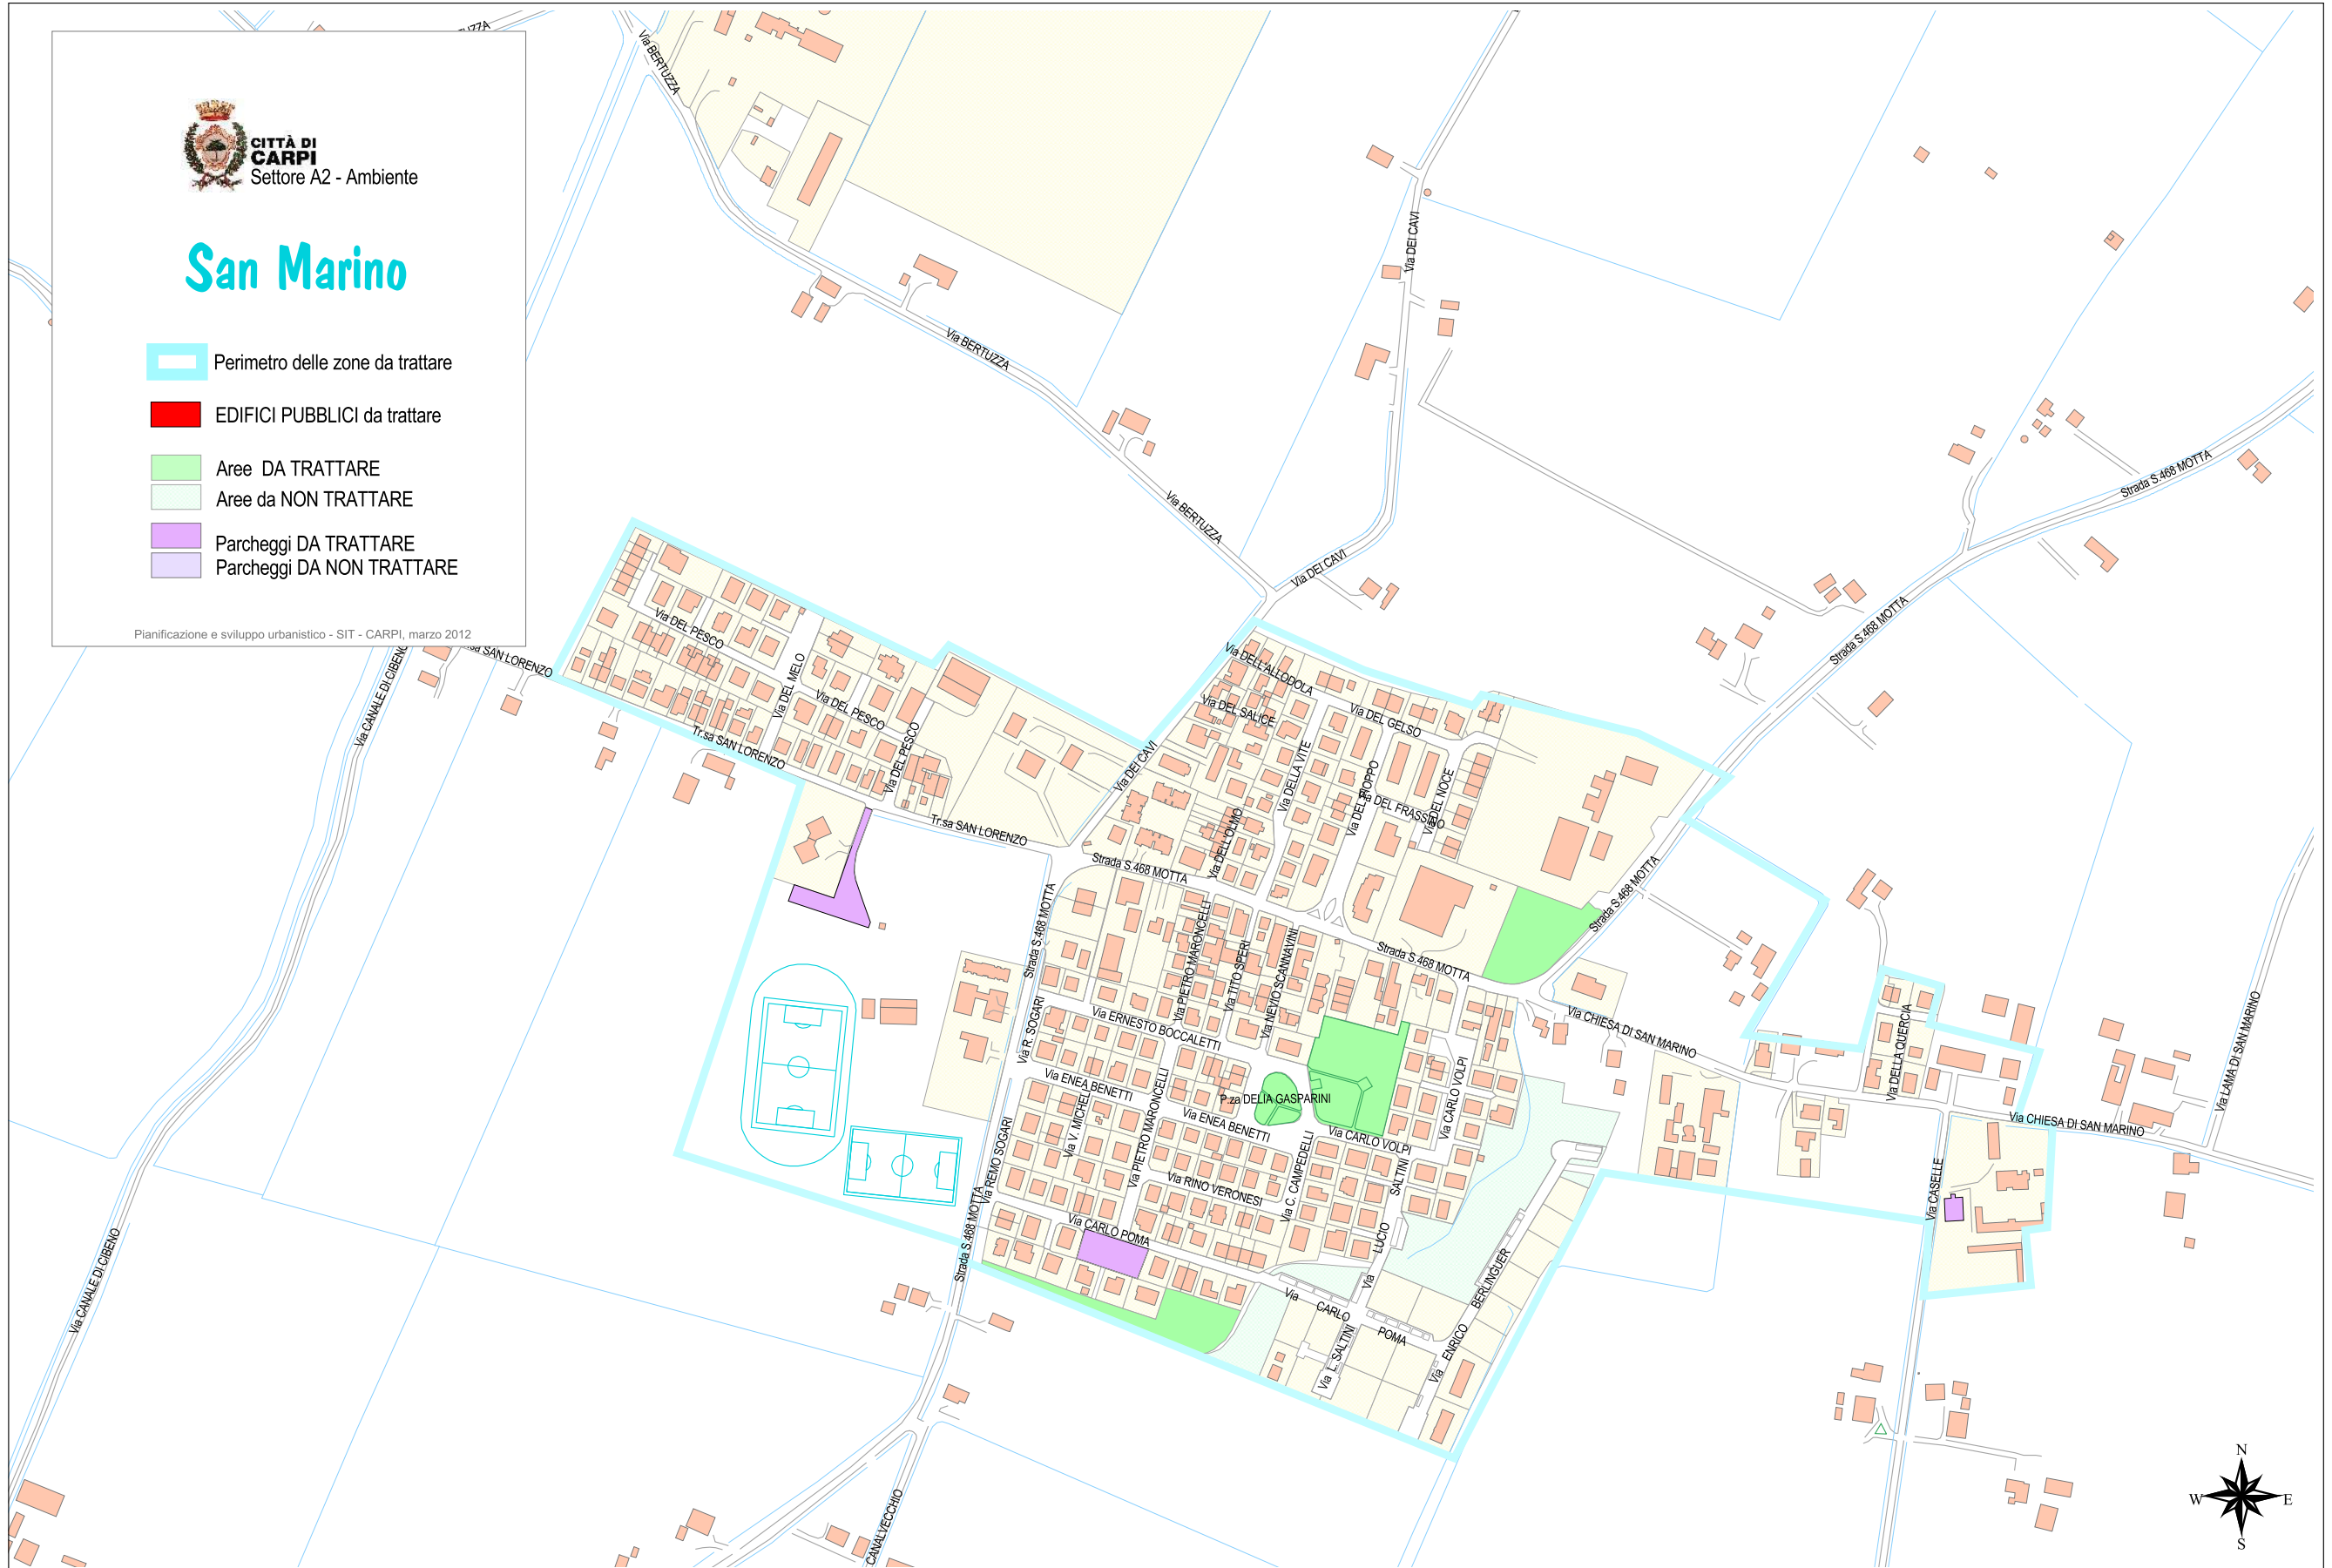 CITTÀ DI
CARPI
Settore A2 - Ambiente
San Marino
Perimetro delle zone da trattare
EDIFICI PUBBLICI da trattare
Aree DA TRATTARE
Aree da NON TRATTARE
Parcheggi DA TRATTARE
Parcheggi DA NON TRATTARE
Pianificazione e sviluppo urbanistico - SIT - CARPI, marzo 2012
Via BERTUZZA
Via BERTUZZA
Via BERTUZZA
Via DEI CAVI
Via DEI CAVI
Via DEI CAVI
Strada S.468 MOTTA
Strada S.468 MOTTA
Strada S.468 MOTTA
SAN LORENZO
Via CANALE DI CIBENO
Via CANALE DI CIBENO
Via DEL PESCO
Via DEL MELO
Via DEL PESCO
Via DEL PESCO
Tr.sa SAN LORENZO
Tr.sa SAN LORENZO
Via DELL'ALLODOLA
Via DEL SALICE
Via DEL GELSO
Via DELLA VITE
Via DEL PIOPPO
DEL FRASSINO
Via DEL NOCE
Via DELL'OLMO
Strada S.468 MOTTA
Strada S.468 MOTTA
Strada S.468 MOTTA
Via PIETRO MARONCELLI
Via TITO SPERI
Via NEVIO SCANNAVINI
Via R. SOGARI
Via ERNESTO BOCCALETTI
Via ENEA BENETTI
Via V. MICHELI
Via PIETRO MARONCELLI
Via ENEA BENETTI
P.za DELIA GASPARINI
Via CARLO VOLPI
Via CARLO VOLPI
Via REMO SOGARI
Via RINO VERONESI
Via C. CAMPEDELLI
Via CARLO POMA
Strada S.468 MOTTA
Via LUCIO SALTINI
Via CARLO POMA
Via L. SALTINI
Via ENRICO BERLINGUER
Via CHIESA DI SAN MARINO
Via DELLA QUERCIA
Via CHIESA DI SAN MARINO
Via LAMA DI SAN MARINO
Via CASELLE
CANALVECCHIO
N
W
E
S